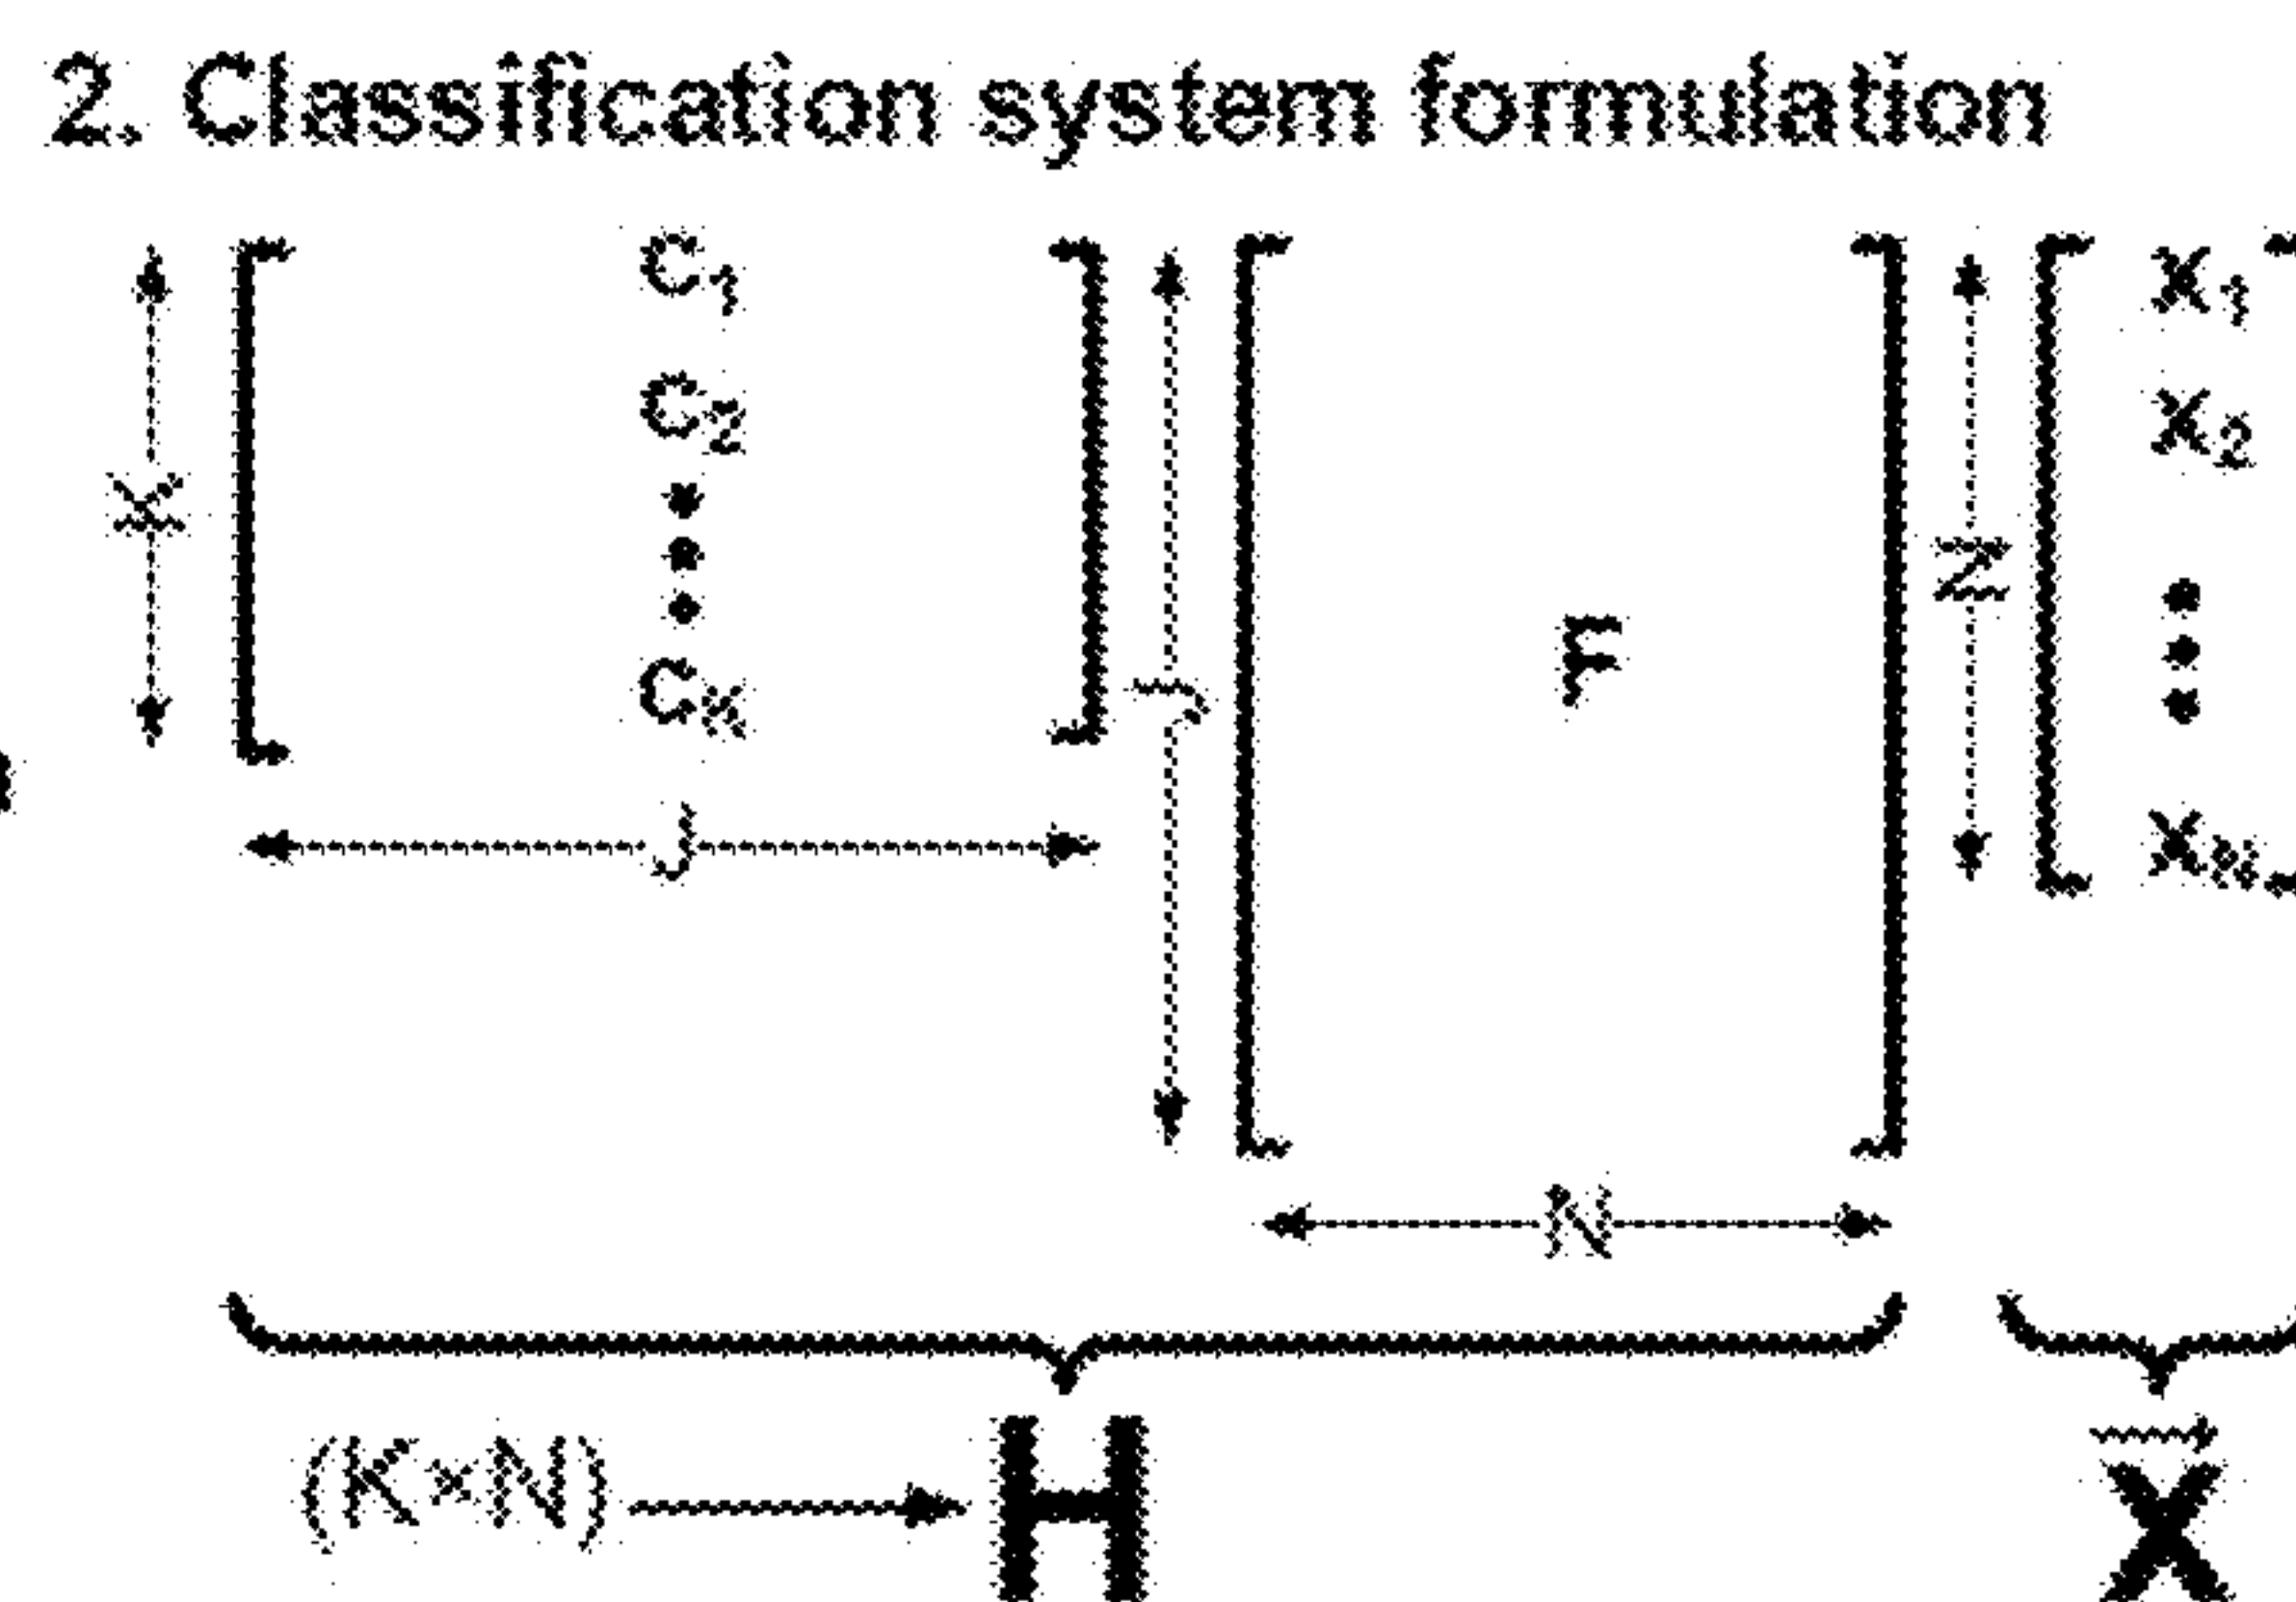 2. Classification system formulation
C1
C2
CK
K
J
J
F
N
N
X1
X2
XN
(K×N)
H
X